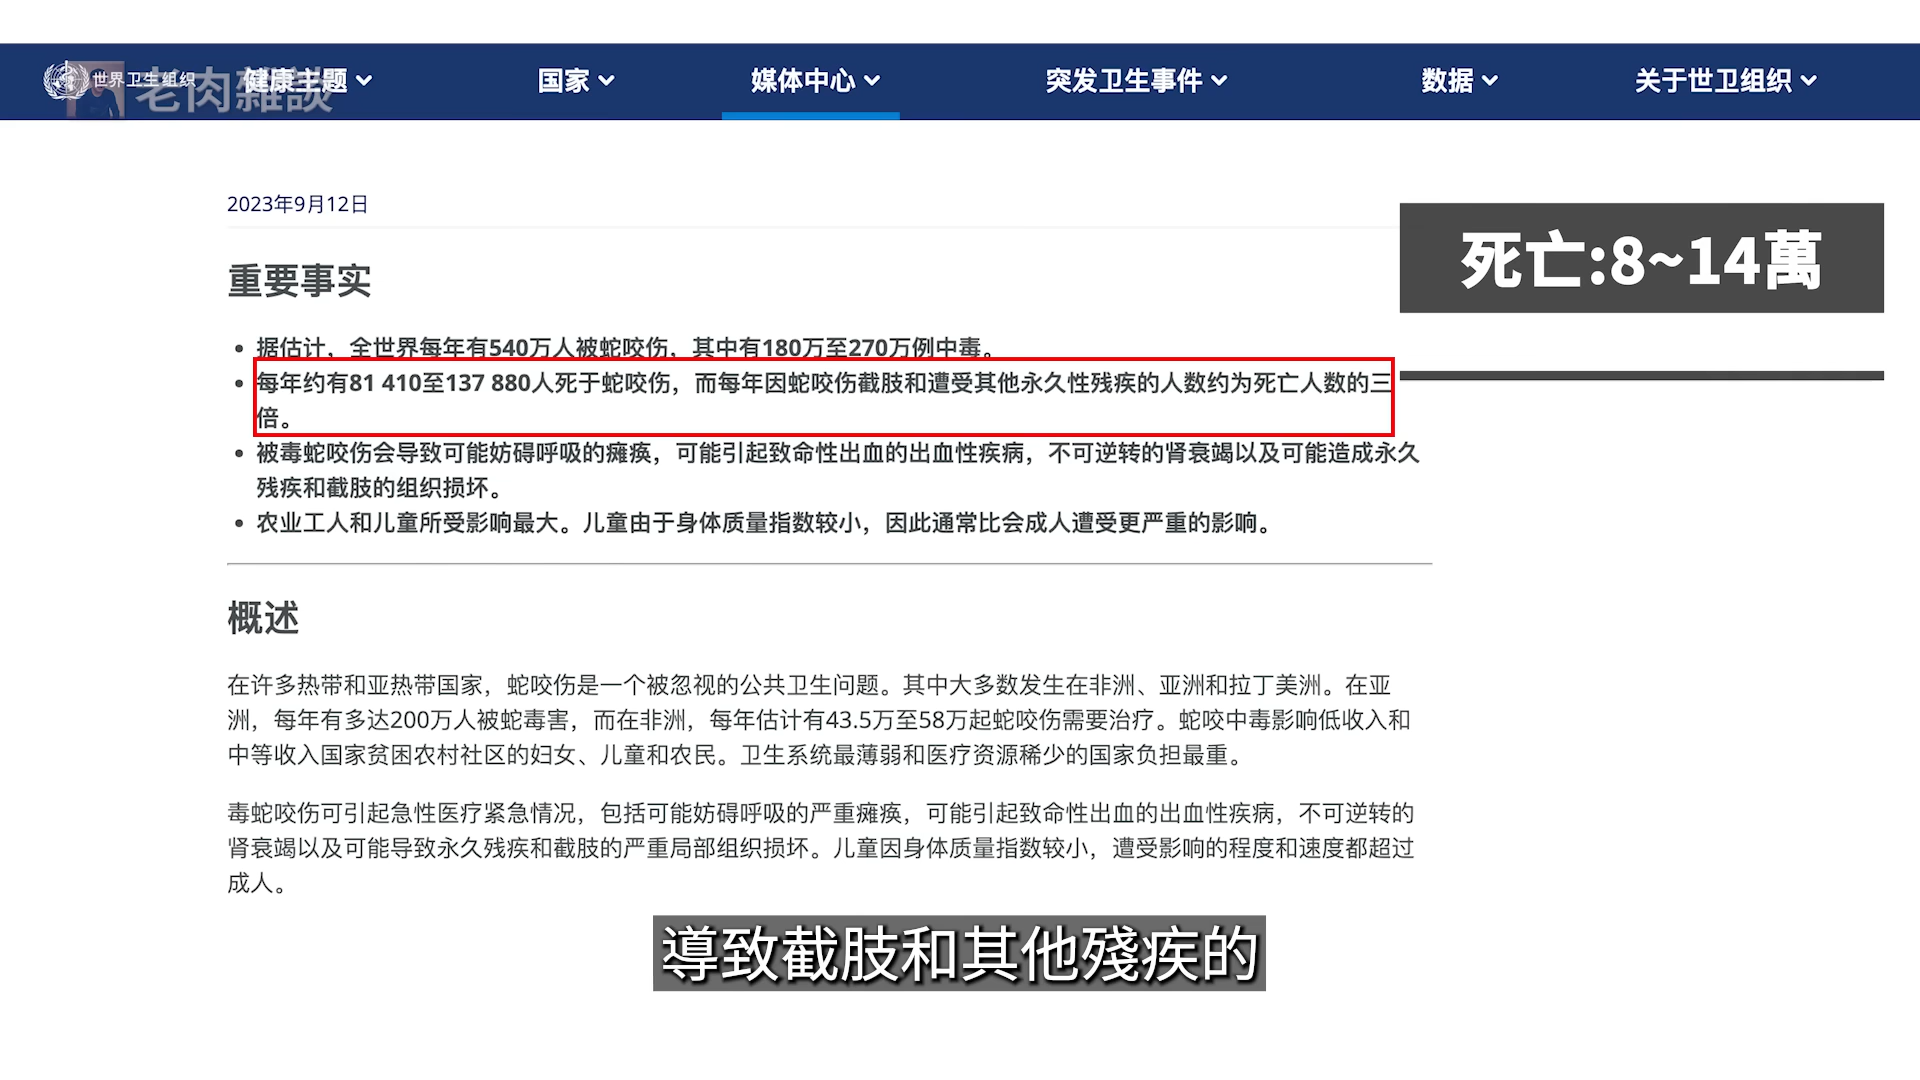 世界卫生组织
老肉雜談
健康主题
国家
媒体中心
突发卫生事件
数据
关于世卫组织
2023年9月12日
死亡:8~14萬
重要事实
据估计，全世界每年有540万人被蛇咬伤，其中有180万至270万例中毒。
每年约有81 410至137 880人死于蛇咬伤，而每年因蛇咬伤截肢和遭受其他永久性残疾的人数约为死亡人数的三
倍。
被毒蛇咬伤会导致可能妨碍呼吸的瘫痪，可能引起致命性出血的出血性疾病，不可逆转的肾衰竭以及可能造成永久
残疾和截肢的组织损坏。
农业工人和儿童所受影响最大。儿童由于身体质量指数较小，因此通常比会成人遭受更严重的影响。
概述
在许多热带和亚热带国家，蛇咬伤是一个被忽视的公共卫生问题。其中大多数发生在非洲、亚洲和拉丁美洲。在亚
洲，每年有多达200万人被蛇毒害，而在非洲，每年估计有43.5万至58万起蛇咬伤需要治疗。蛇咬中毒影响低收入和
中等收入国家贫困农村社区的妇女、儿童和农民。卫生系统最薄弱和医疗资源稀少的国家负担最重。
毒蛇咬伤可引起急性医疗紧急情况，包括可能妨碍呼吸的严重瘫痪，可能引起致命性出血的出血性疾病，不可逆转的
肾衰竭以及可能导致永久残疾和截肢的严重局部组织损坏。儿童因身体质量指数较小，遭受影响的程度和速度都超过
成人。
導致截肢和其他殘疾的